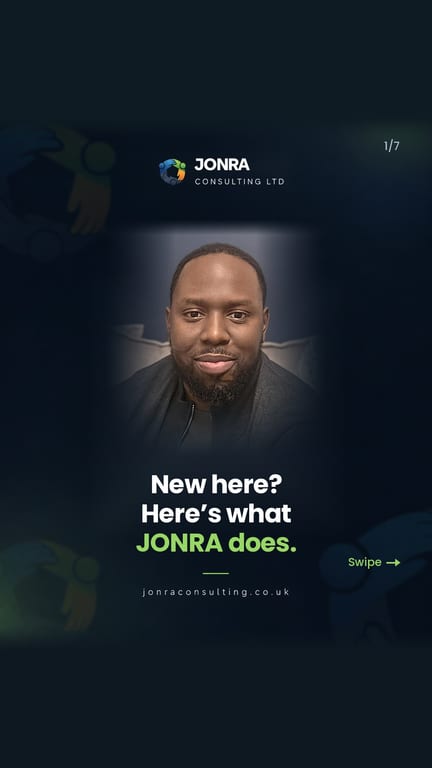 1/7
JONRA
CONSULTING LTD
New here?
Here’s what
JONRA does.
Swipe →
jonraconsulting.co.uk